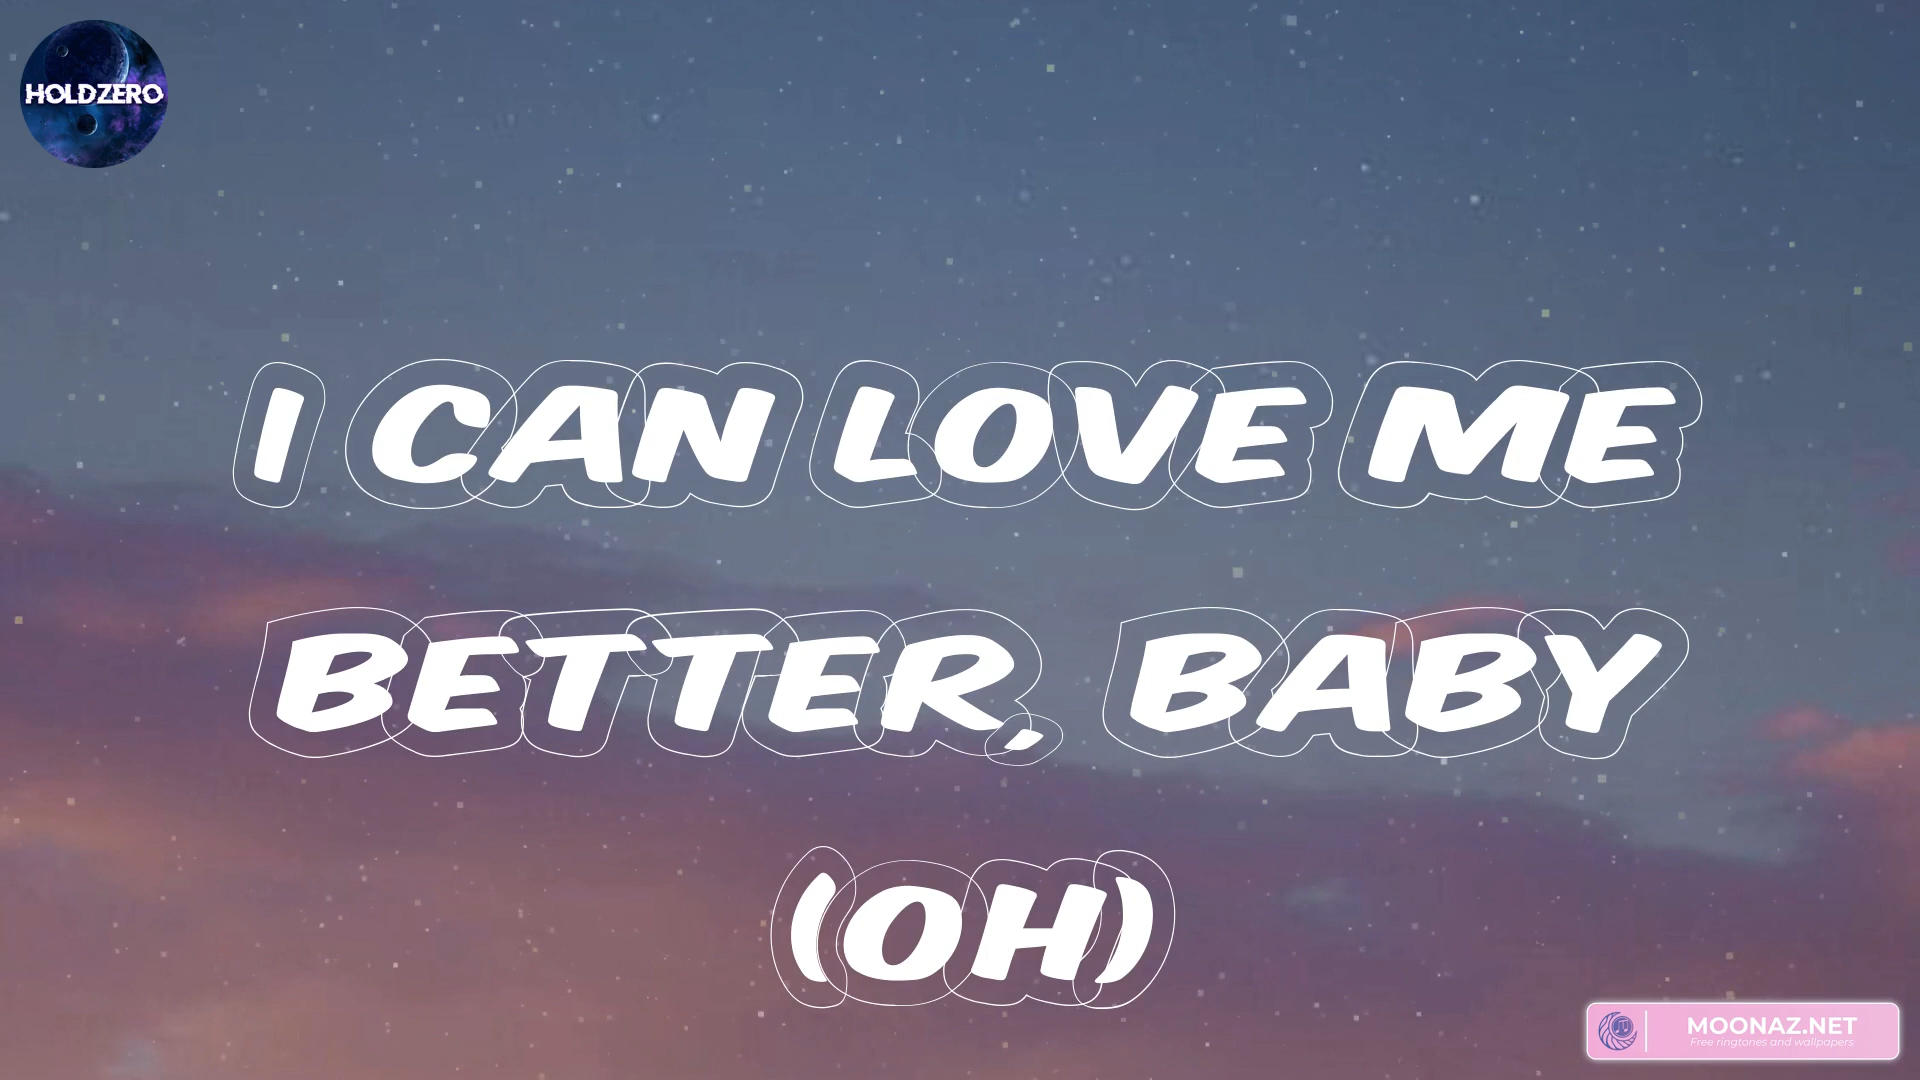 HOLDZERO
I CAN LOVE ME
BETTER, BABY
(OH)
MOONAZ.NET
Free ringtones and wallpapers